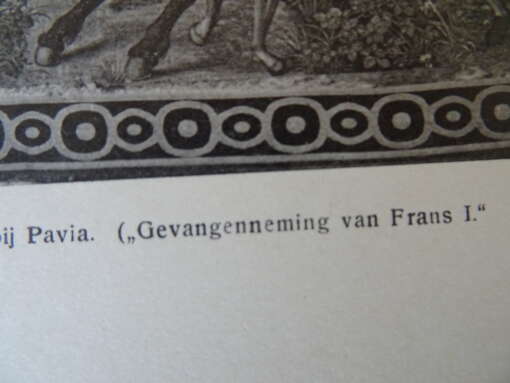 bij Pavia. („Gevangenneming van Frans I.“